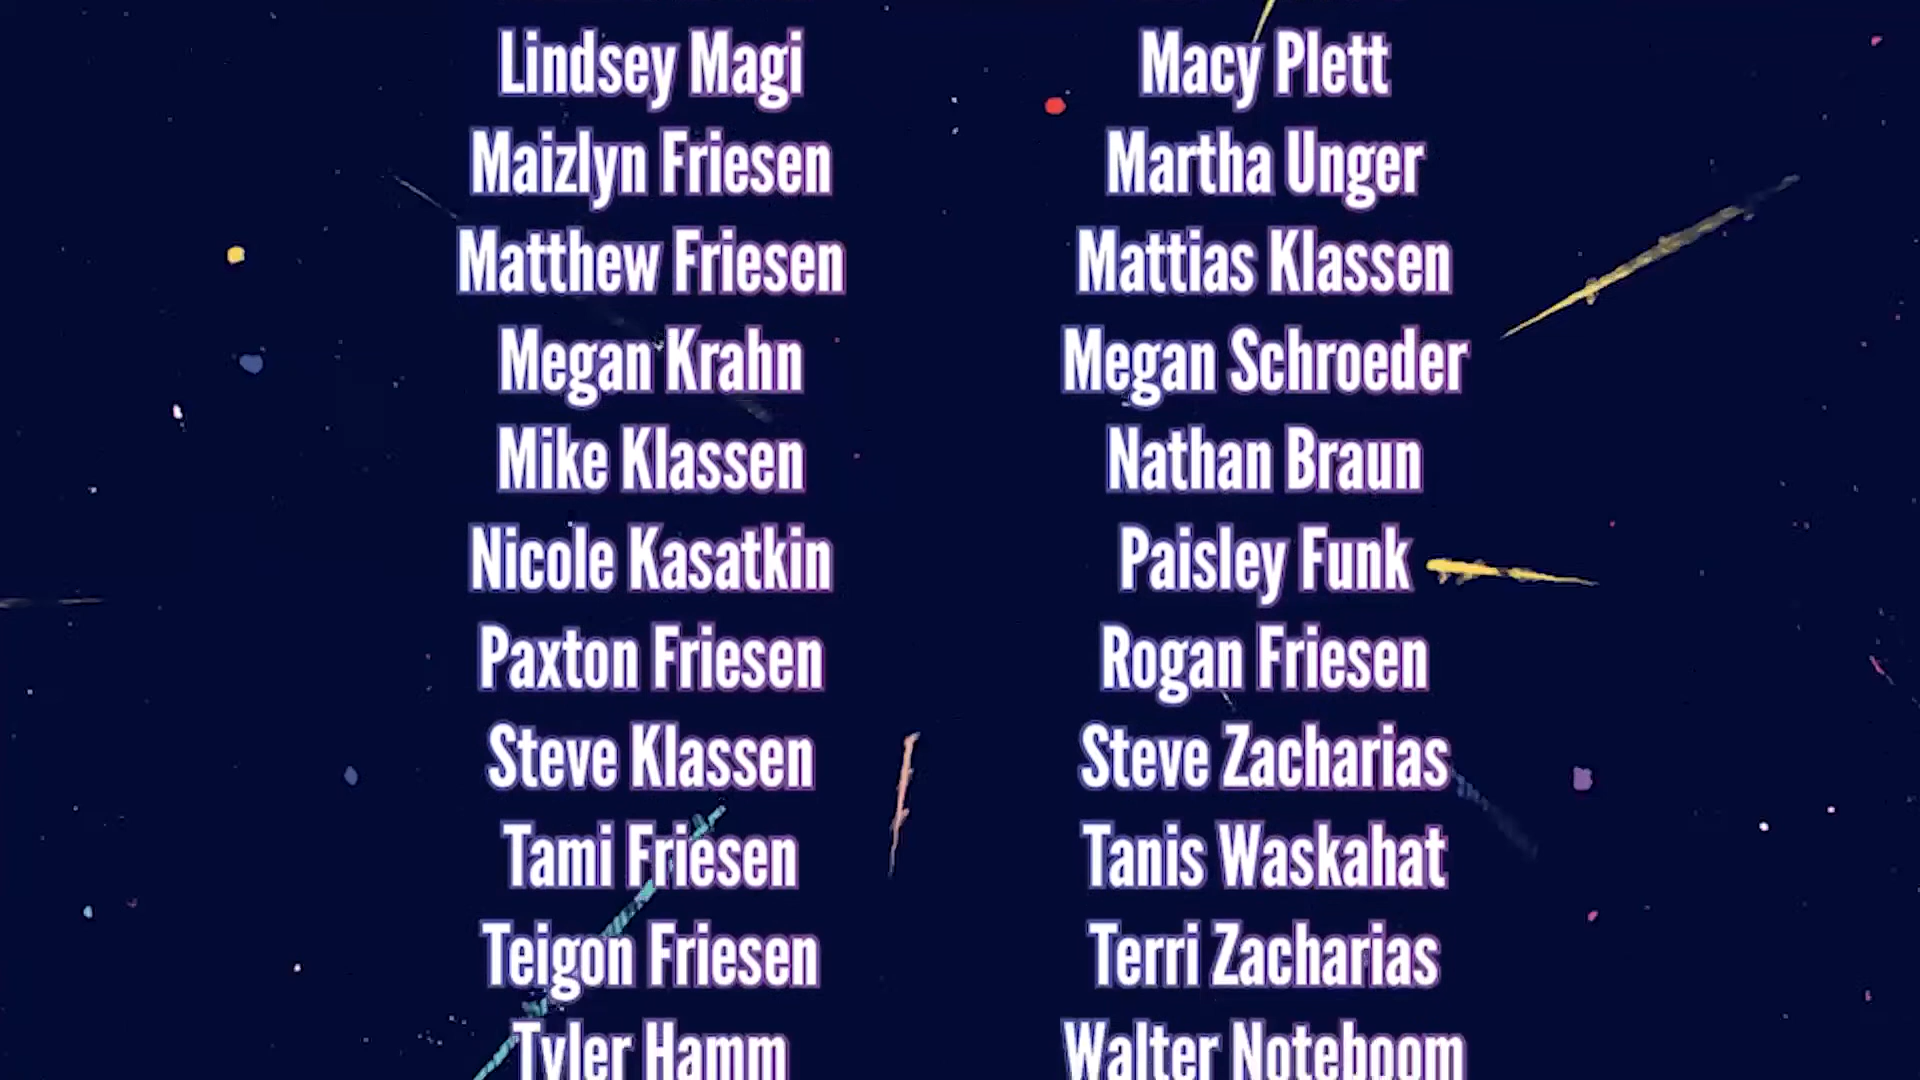 Lindsey Magi Macy Plett
Maizlyn Friesen Martha Unger
Matthew Friesen Mattias Klassen
Megan Krahn Megan Schroeder
Mike Klassen Nathan Braun
Nicole Kasatkin Paisley Funk
Paxton Friesen Rogan Friesen
Steve Klassen Steve Zacharias
Tami Friesen Tanis Waskahat
Teigon Friesen Terri Zacharias
Tyler Hamm Walter Noteboom